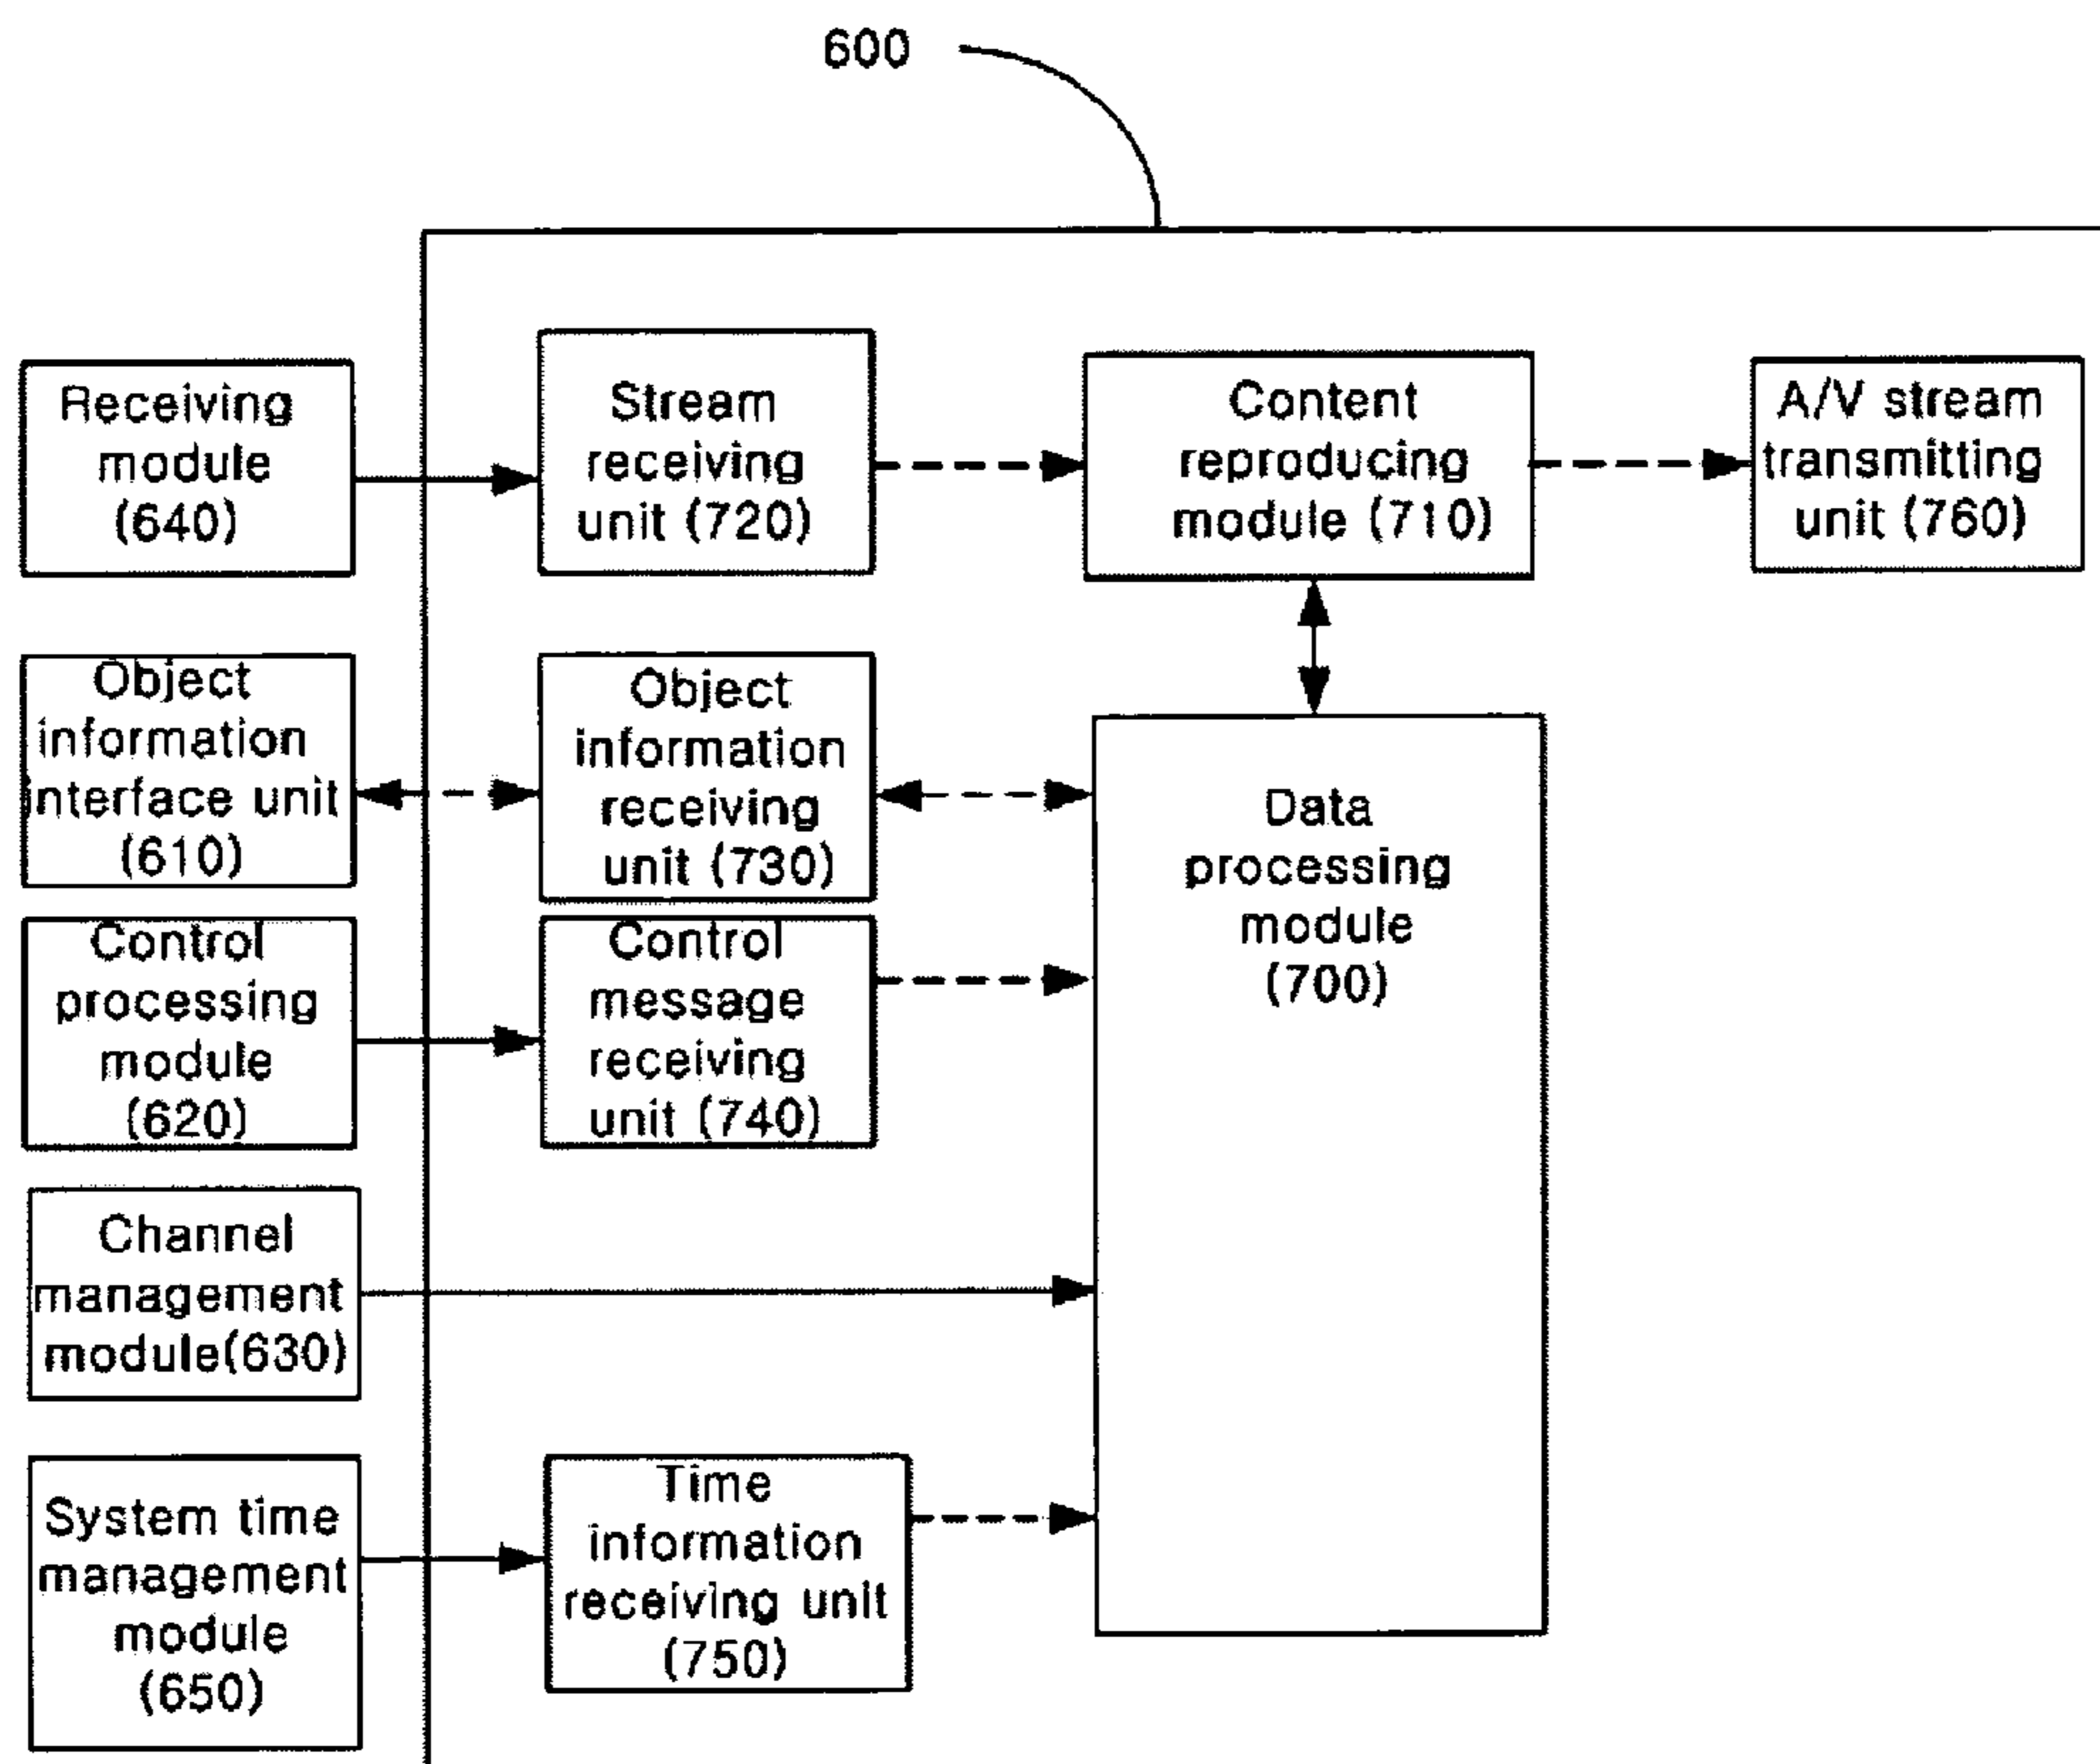 600
Receiving
module
(640)
Stream
receiving
unit (720)
Content
reproducing
module (710)
A/V stream
transmitting
unit (760)
Object
information
interface unit
(610)
Object
information
receiving
unit (730)
Data
processing
module
(700)
Control
processing
module
(620)
Control
message
receiving
unit (740)
Channel
management
module(630)
System time
management
module
(650)
Time
information
receiving unit
(750)